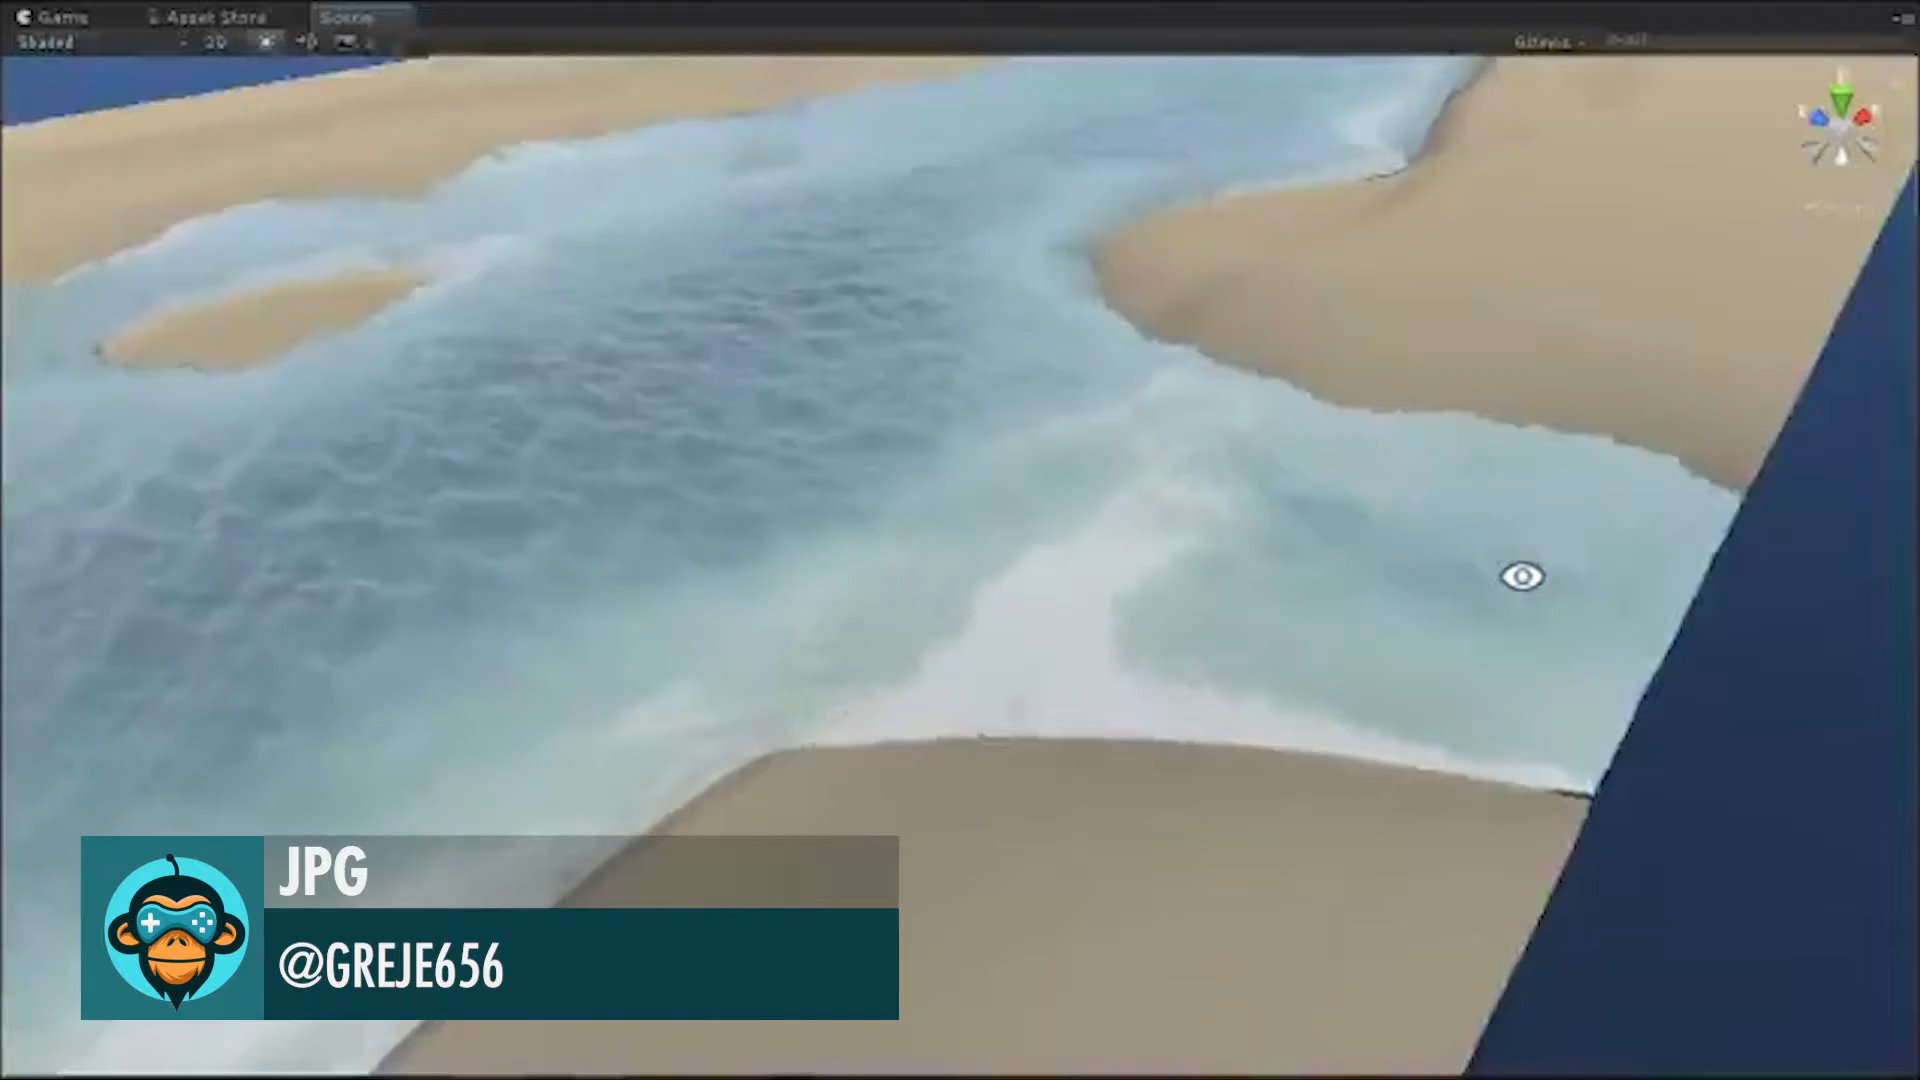 Game Asset Store Scene
Shaded 2D
Gizmos
JPG
@GREJE656